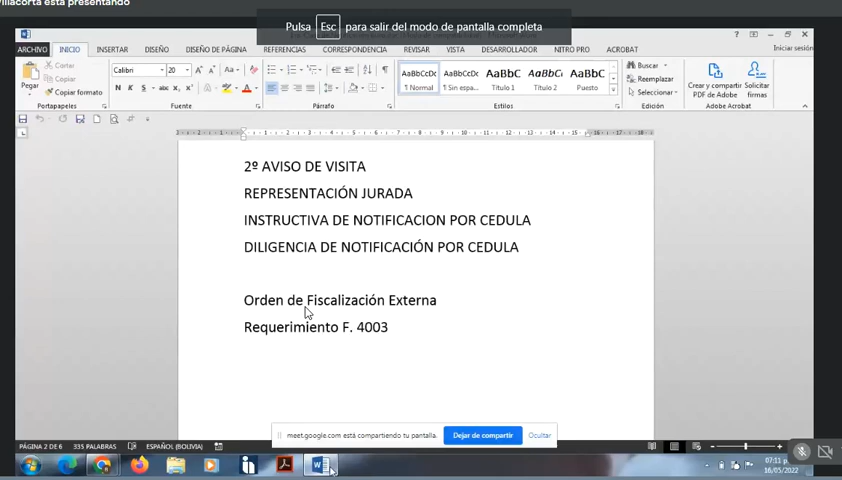 Villacorta está presentando
Pulsa Esc para salir del modo de pantalla completa
ARCHIVO INICIO INSERTAR DISEÑO DISEÑO DE PÁGINA REFERENCIAS CORRESPONDENCIA REVISAR VISTA DESARROLLADOR NITRO PRO ACROBAT Iniciar sesión
Pegar
Cortar
Copiar
Copiar formato
Portapapeles
Calibri 20
Fuente
Párrafo
AaBbCcDc AaBbCcDc AaBbC AaBbCc AaBbC
1 Normal 1 Sin espa... Título 1 Título 2 Puesto
Estilos
Buscar
Reemplazar
Seleccionar
Edición
Crear y compartir PDF de Adobe
Solicitar firmas
Adobe Acrobat
2º AVISO DE VISITA
REPRESENTACIÓN JURADA
INSTRUCTIVA DE NOTIFICACION POR CEDULA
DILIGENCIA DE NOTIFICACIÓN POR CEDULA
Orden de Fiscalización Externa
Requerimiento F. 4003
meet.google.com está compartiendo tu pantalla. Dejar de compartir Ocultar
PÁGINA 2 DE 6 335 PALABRAS ESPAÑOL (BOLIVIA) 100%
07:11 p.m.
16/05/2022